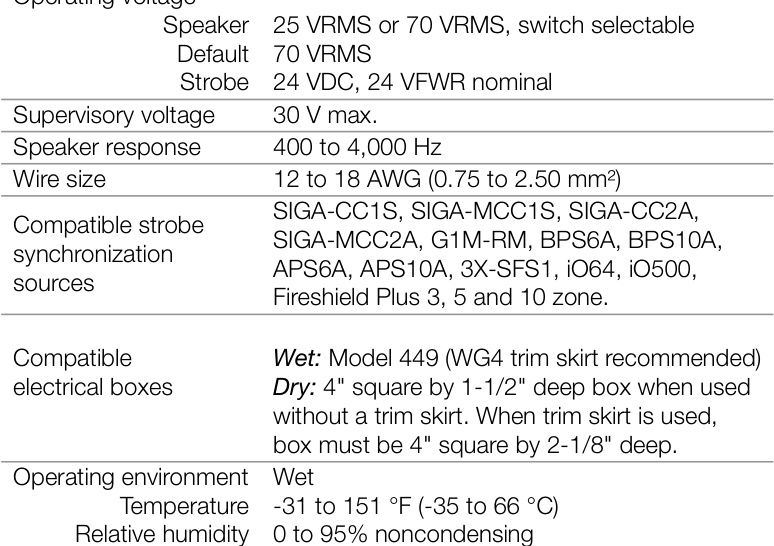 Operating voltage
Speaker 25 VRMS or 70 VRMS, switch selectable
Default 70 VRMS
Strobe 24 VDC, 24 VFWR nominal
Supervisory voltage 30 V max.
Speaker response 400 to 4,000 Hz
Wire size 12 to 18 AWG (0.75 to 2.50 mm²)
Compatible strobe
synchronization
sources
SIGA-CC1S, SIGA-MCC1S, SIGA-CC2A,
SIGA-MCC2A, G1M-RM, BPS6A, BPS10A,
APS6A, APS10A, 3X-SFS1, iO64, iO500,
Fireshield Plus 3, 5 and 10 zone.
Compatible
electrical boxes
Wet: Model 449 (WG4 trim skirt recommended)
Dry: 4" square by 1-1/2" deep box when used
without a trim skirt. When trim skirt is used,
box must be 4" square by 2-1/8" deep.
Operating environment Wet
Temperature -31 to 151 °F (-35 to 66 °C)
Relative humidity 0 to 95% noncondensing